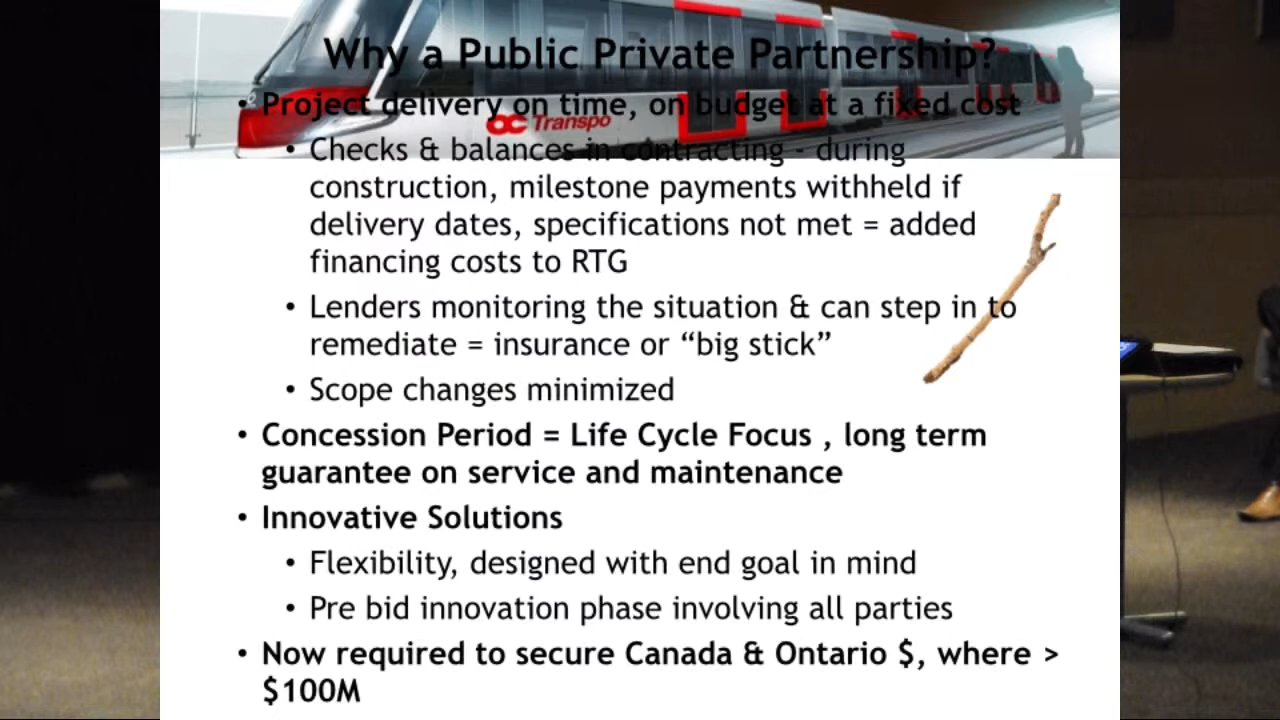 Why a Public Private Partnership?
• Project delivery on time, on budget at a fixed cost
OC Transpo
• Checks & balances in contracting - during
construction, milestone payments withheld if
delivery dates, specifications not met = added
financing costs to RTG
• Lenders monitoring the situation & can step in to
remediate = insurance or “big stick”
• Scope changes minimized
• Concession Period = Life Cycle Focus , long term
guarantee on service and maintenance
• Innovative Solutions
• Flexibility, designed with end goal in mind
• Pre bid innovation phase involving all parties
• Now required to secure Canada & Ontario $, where >
$100M